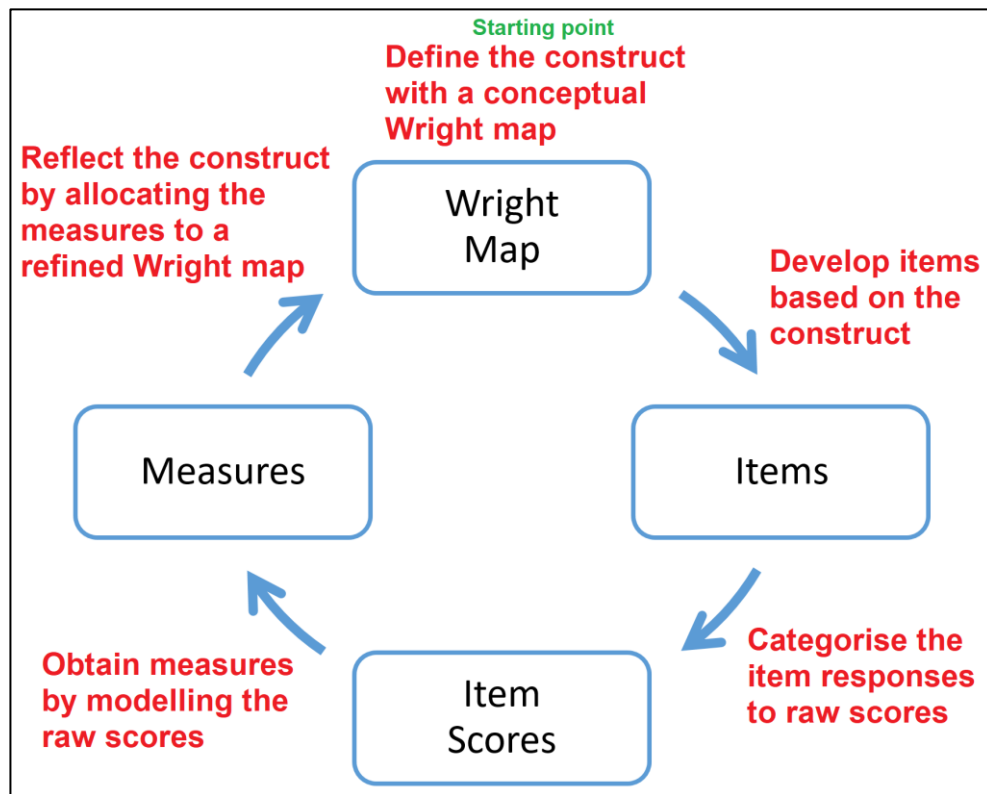 Starting point
Define the construct
with a conceptual
Wright map
Reflect the construct
by allocating the
measures to a
refined Wright map
Wright
Map
Develop items
based on the
construct
Measures
Items
Obtain measures
by modelling the
raw scores
Item
Scores
Categorise the
item responses
to raw scores